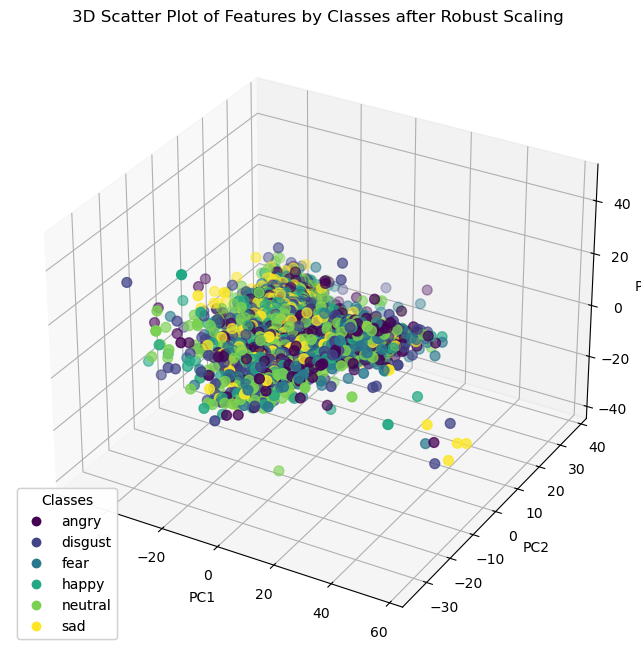 3D Scatter Plot of Features by Classes after Robust Scaling
40
20
0
−20
−40
40
30
20
10
0
−10
−20
−30
PC2
−20
0
20
40
60
PC1
Classes
angry
disgust
fear
happy
neutral
sad